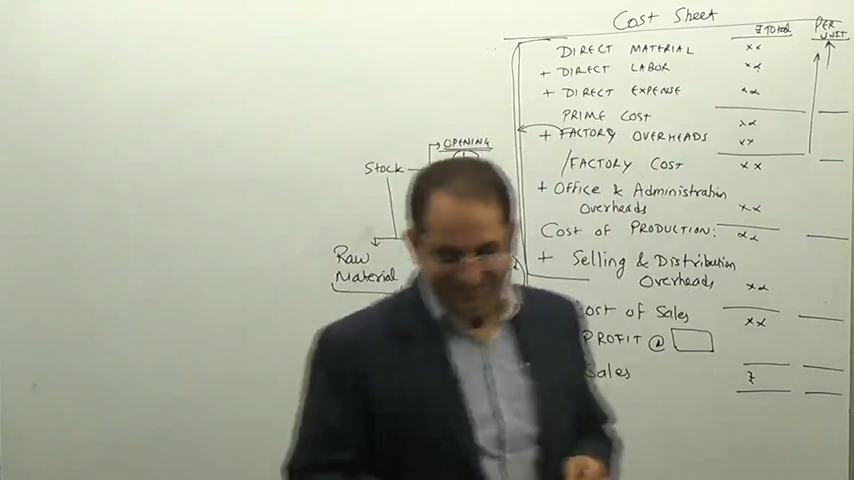 Cost Sheet
₹ Total
PER UNIT
DIRECT MATERIAL xx
+ DIRECT LABOR xx
+ DIRECT EXPENSE xx
PRIME COST xx
+ FACTORY OVERHEADS xx
/FACTORY COST xx
+ Office & Administration
Overheads xx
Cost of PRODUCTION: xx
+ Selling & Distribution
Overheads xx
ost of Sales xx
PROFIT @
Sales ₹
OPENING
Stock
Raw
Material